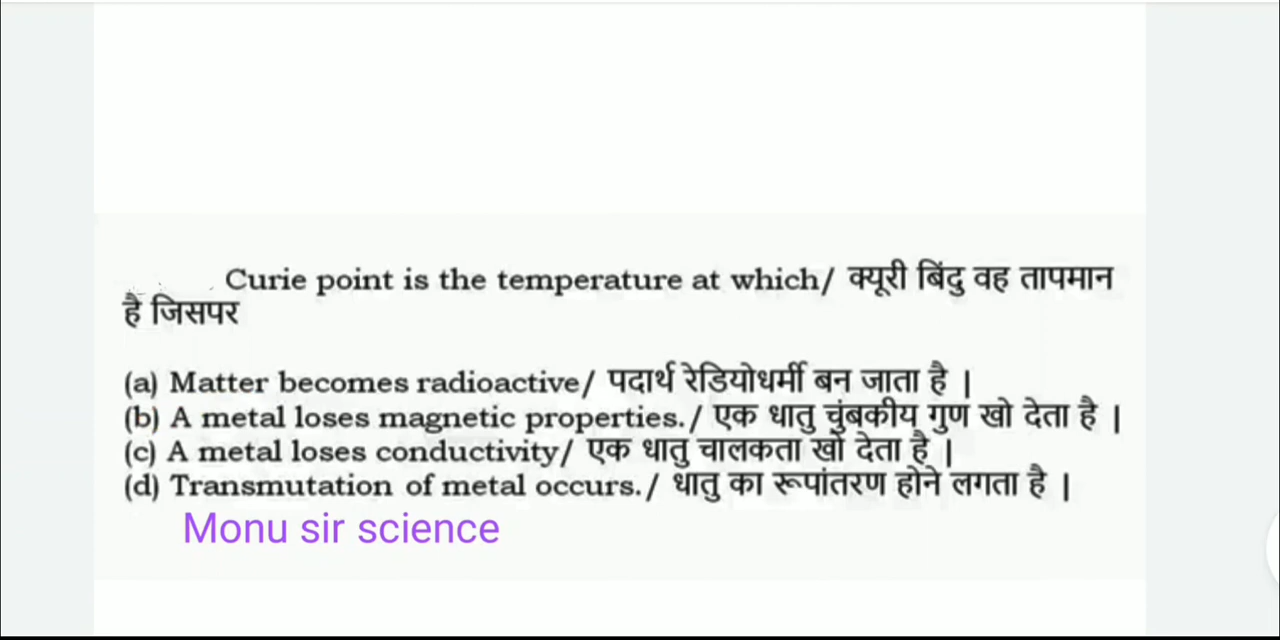 Curie point is the temperature at which/ क्यूरी बिंदु वह तापमान
है जिसपर
(a) Matter becomes radioactive/ पदार्थ रेडियोधर्मी बन जाता है |
(b) A metal loses magnetic properties./ एक धातु चुंबकीय गुण खो देता है |
(c) A metal loses conductivity/ एक धातु चालकता खो देता है |
(d) Transmutation of metal occurs./ धातु का रूपांतरण होने लगता है |
Monu sir science